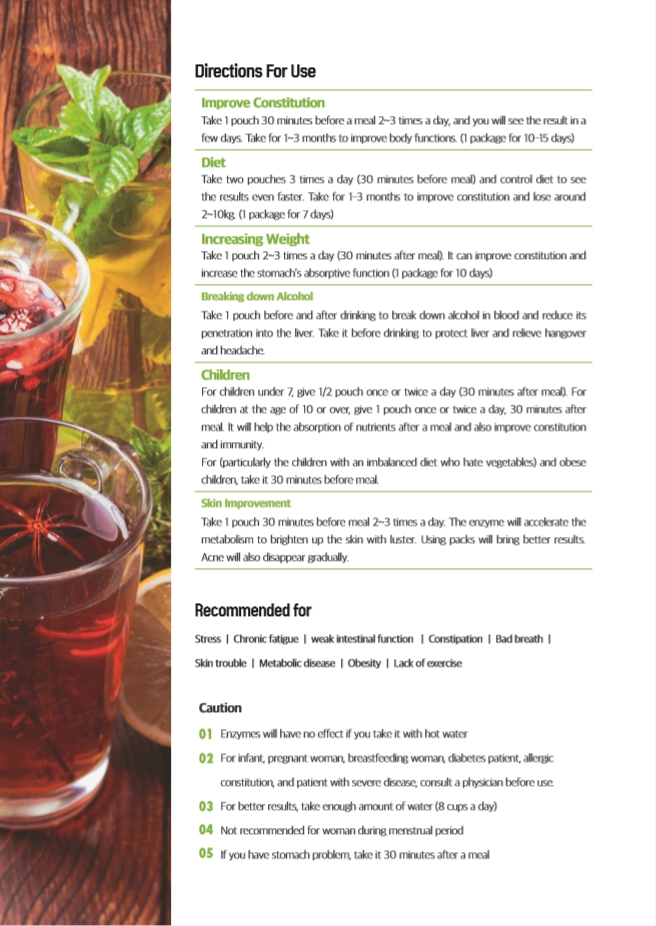 Directions For Use
Improve Constitution
Take 1 pouch 30 minutes before a meal 2~3 times a day, and you will see the result in a
few days. Take for 1~3 months to improve body functions. (1 package for 10-15 days)
Diet
Take two pouches 3 times a day (30 minutes before meal) and control diet to see
the results even faster. Take for 1-3 months to improve constitution and lose around
2~10kg. (1 package for 7 days)
Increasing Weight
Take 1 pouch 2~3 times a day (30 minutes after meal). It can improve constitution and
increase the stomach's absorptive function (1 package for 10 days)
Breaking down Alcohol
Take 1 pouch before and after drinking to break down alcohol in blood and reduce its
penetration into the liver. Take it before drinking to protect liver and relieve hangover
and headache.
Children
For children under 7, give 1/2 pouch once or twice a day (30 minutes after meal). For
children at the age of 10 or over, give 1 pouch once or twice a day, 30 minutes after
meal. It will help the absorption of nutrients after a meal and also improve constitution
and immunity.
For (particularly the children with an imbalanced diet who hate vegetables) and obese
children, take it 30 minutes before meal.
Skin Improvement
Take 1 pouch 30 minutes before meal 2~3 times a day. The enzyme will accelerate the
metabolism to brighten up the skin with luster. Using packs will bring better results.
Acne will also disappear gradually.
Recommended for
Stress | Chronic fatigue | weak intestinal function | Constipation | Bad breath |
Skin trouble | Metabolic disease | Obesity | Lack of exercise
Caution
01 Enzymes will have no effect if you take it with hot water
02 For infant, pregnant woman, breastfeeding woman, diabetes patient, allergic
constitution, and patient with severe disease, consult a physician before use.
03 For better results, take enough amount of water (8 cups a day)
04 Not recommended for woman during menstrual period
05 If you have stomach problem, take it 30 minutes after a meal